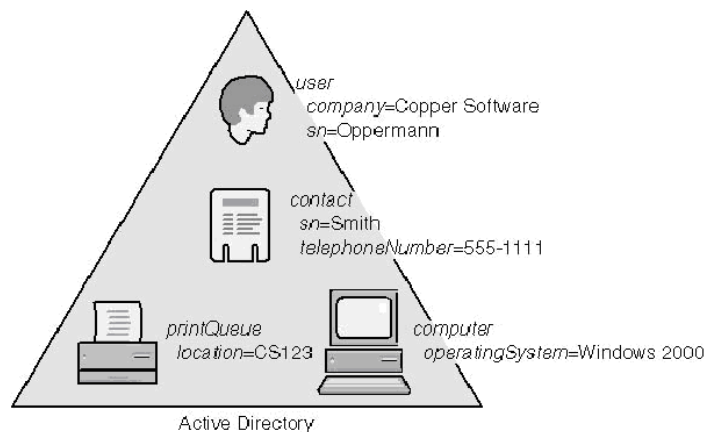 user
company=Copper Software
sn=Oppermann
contact
sn=Smith
telephoneNumber=555-1111
printQueue
location=CS123
computer
operatingSystem=Windows 2000
Active Directory